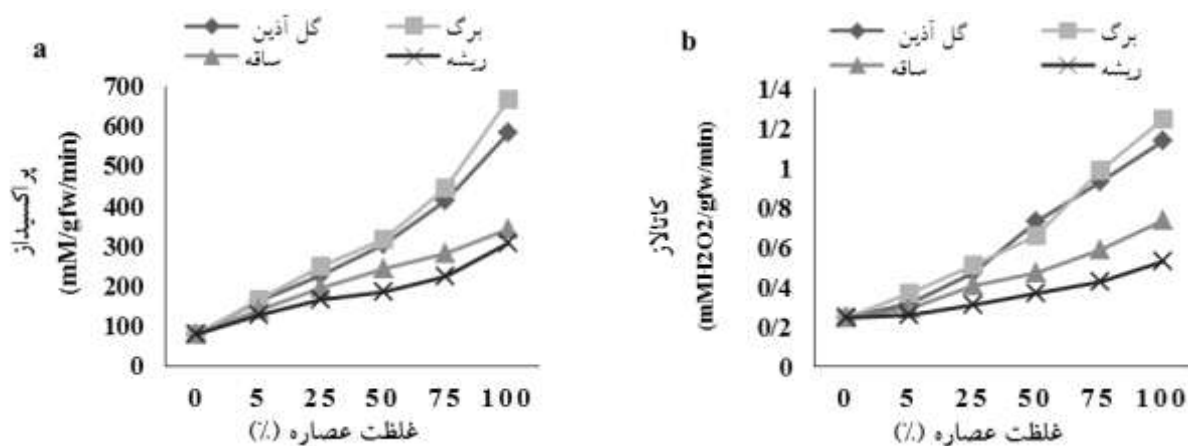 a
گل آذین
برگ
ساقه
ریشه
پراکسیداز
(mM/gfw/min)
700
600
500
400
300
200
100
0
0 5 25 50 75 100
غلظت عصاره (٪)
b
گل آذین
برگ
ساقه
ریشه
کاتالاز
(mMH2O2/gfw/min)
1/4
1/2
1
0/8
0/6
0/4
0/2
0
0 5 25 50 75 100
غلظت عصاره (٪)